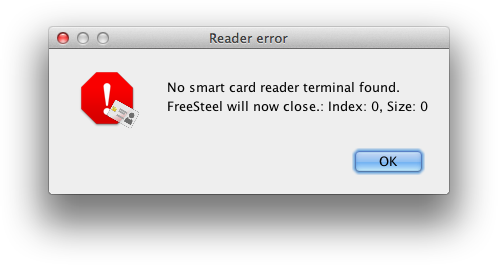 Reader error
No smart card reader terminal found.
FreeSteel will now close.: Index: 0, Size: 0
OK